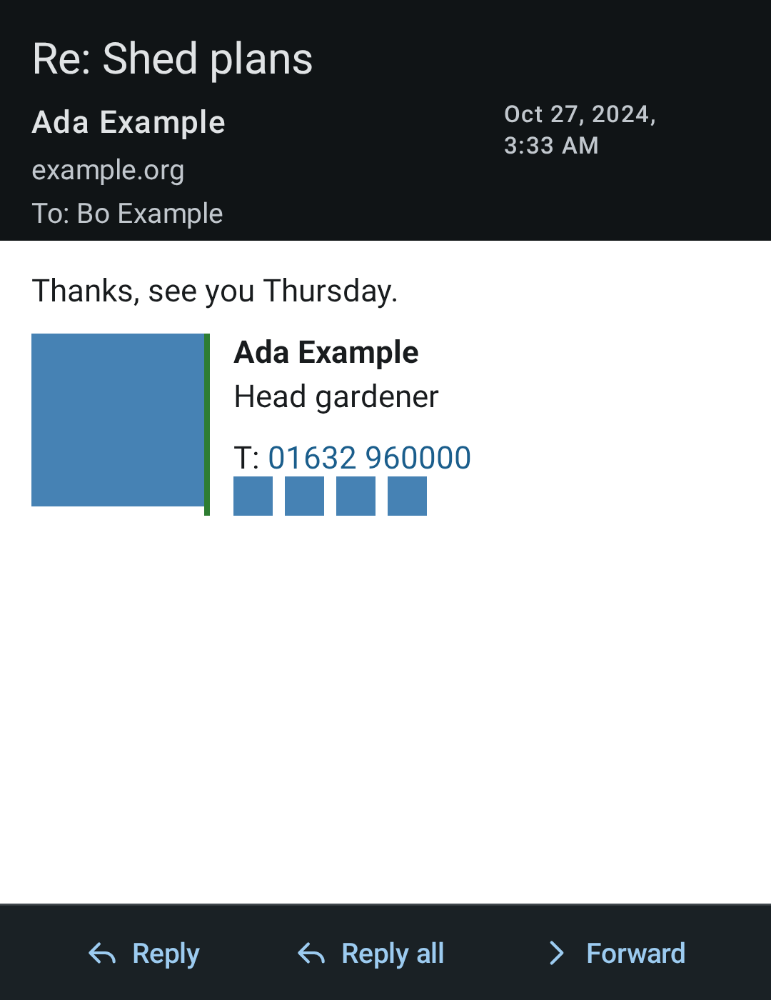 Re: Shed plans
Ada Example
Oct 27, 2024,
3:33 AM
example.org
To: Bo Example
Thanks, see you Thursday.
Ada Example
Head gardener
T: 01632 960000
Reply
Reply all
Forward